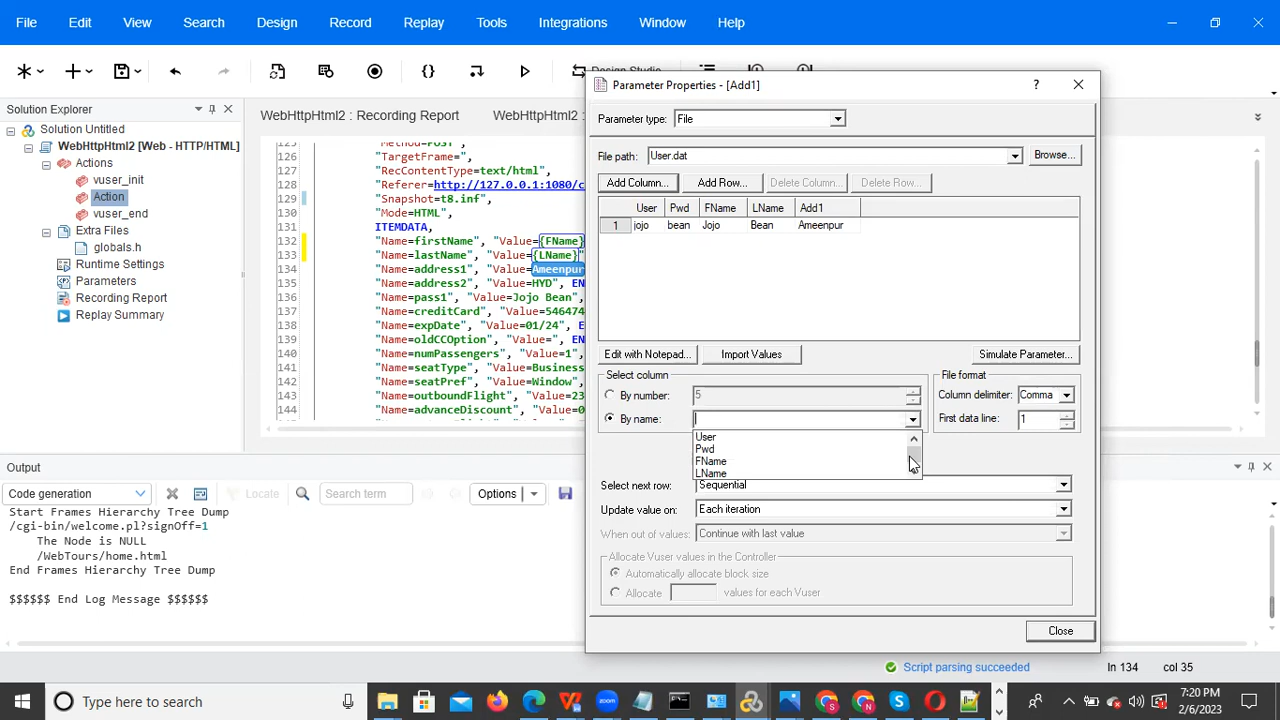 File Edit View Search Design Record Replay Tools Integrations Window Help
Design Studio
Solution Explorer
Solution Untitled
WebHttpHtml2 [Web - HTTP/HTML]
Actions
vuser_init
Action
vuser_end
Extra Files
globals.h
Runtime Settings
Parameters
Recording Report
Replay Summary
WebHttpHtml2 : Recording Report WebHttpHtml2 :
125 "Method=POST",
126 "TargetFrame=",
127 "RecContentType=text/html",
128 "Referer=http://127.0.0.1:1080/c
129 "Snapshot=t8.inf",
130 "Mode=HTML",
131 ITEMDATA,
132 "Name=firstName", "Value={FName}
133 "Name=lastName", "Value={LName}"
134 "Name=address1", "Value=Ameenpur
135 "Name=address2", "Value=HYD", EN
136 "Name=pass1", "Value=Jojo Bean",
137 "Name=creditCard", "Value=546474
138 "Name=expDate", "Value=01/24", E
139 "Name=oldCCOption", "Value=", EN
140 "Name=numPassengers", "Value=1",
141 "Name=seatType", "Value=Business
142 "Name=seatPref", "Value=Window",
143 "Name=outboundFlight", "Value=23
144 "Name=advanceDiscount", "Value=0
Parameter Properties - [Add1]
?
Parameter type: File
File path: User.dat Browse...
Add Column... Add Row... Delete Column... Delete Row...
User Pwd FName LName Add1
1 jojo bean Jojo Bean Ameenpur
Edit with Notepad... Import Values Simulate Parameter...
Select column File format
By number: 5 Column delimiter: Comma
By name: First data line: 1
User
Pwd
FName
LName
Select next row: Sequential
Update value on: Each iteration
When out of values: Continue with last value
Allocate Vuser values in the Controller
Automatically allocate block size
Allocate values for each Vuser
Close
Output
Code generation Locate Search term Options
Start Frames Hierarchy Tree Dump
/cgi-bin/welcome.pl?signOff=1
The Node is NULL
/WebTours/home.html
End Frames Hierarchy Tree Dump
$$$$$$ End Log Message $$$$$$
Script parsing succeeded ln 134 col 35
Type here to search
7:20 PM
2/6/2023